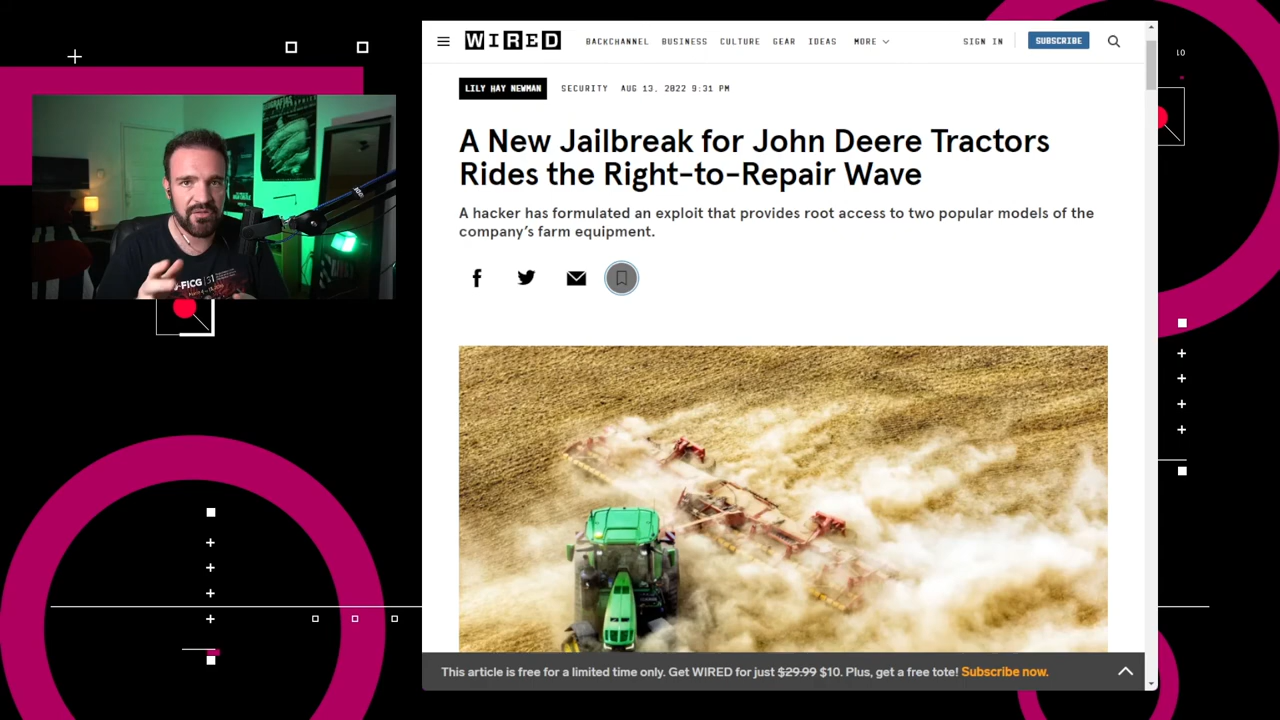 WIRED
BACKCHANNEL BUSINESS CULTURE GEAR IDEAS MORE SIGN IN SUBSCRIBE
LILY HAY NEWMAN SECURITY AUG 13, 2022 9:31 PM
A New Jailbreak for John Deere Tractors
Rides the Right-to-Repair Wave
A hacker has formulated an exploit that provides root access to two popular models of the
company's farm equipment.
This article is free for a limited time only. Get WIRED for just $29.99 $10. Plus, get a free tote! Subscribe now.
10